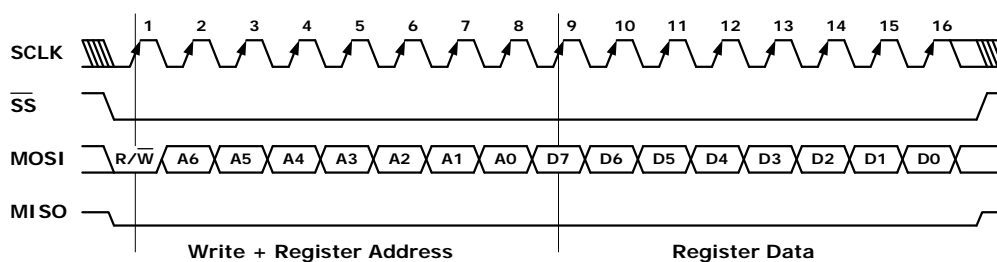 1 2 3 4 5 6 7 8 9 10 11 12 13 14 15 16
SCLK
S̅S̅
MOSI R/W̅ A6 A5 A4 A3 A2 A1 A0 D7 D6 D5 D4 D3 D2 D1 D0
MISO
Write + Register Address Register Data